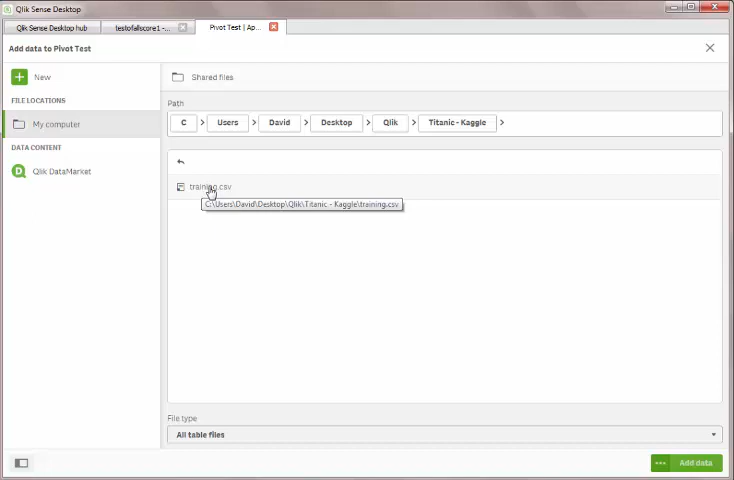 Qlik Sense Desktop
Qlik Sense Desktop hub
testofallscore1 -...
Pivot Test | Ap...
Add data to Pivot Test
New
FILE LOCATIONS
My computer
DATA CONTENT
Qlik DataMarket
Shared files
Path
C > Users > David > Desktop > Qlik > Titanic - Kaggle >
training.csv
C:\Users\David\Desktop\Qlik\Titanic - Kaggle\training.csv
File type
All table files
Add data